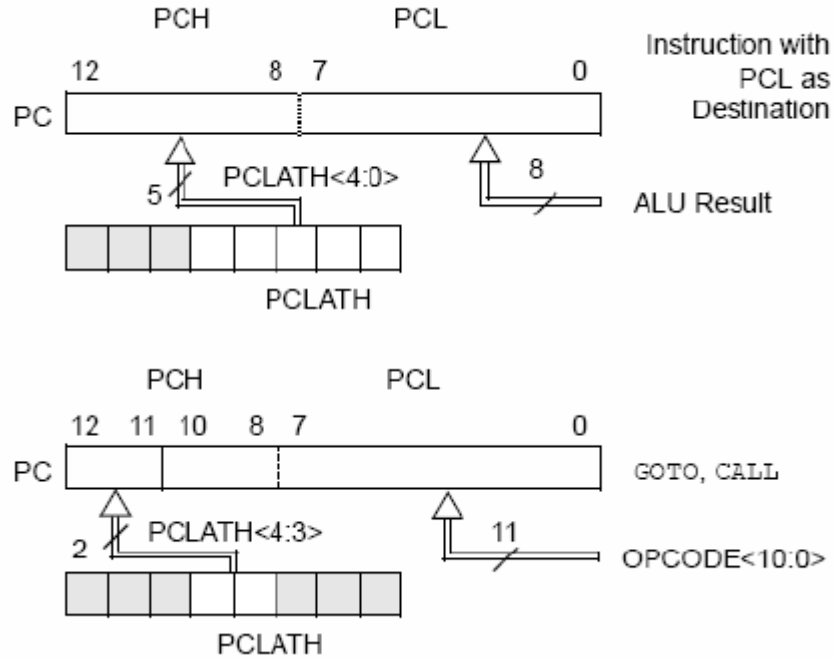 PCH PCL
12 8 7 0
Instruction with
PCL as
Destination
PC
5 PCLATH<4:0> 8
ALU Result
PCLATH
PCH PCL
12 11 10 8 7 0
PC GOTO, CALL
2 PCLATH<4:3> 11
OPCODE<10:0>
PCLATH